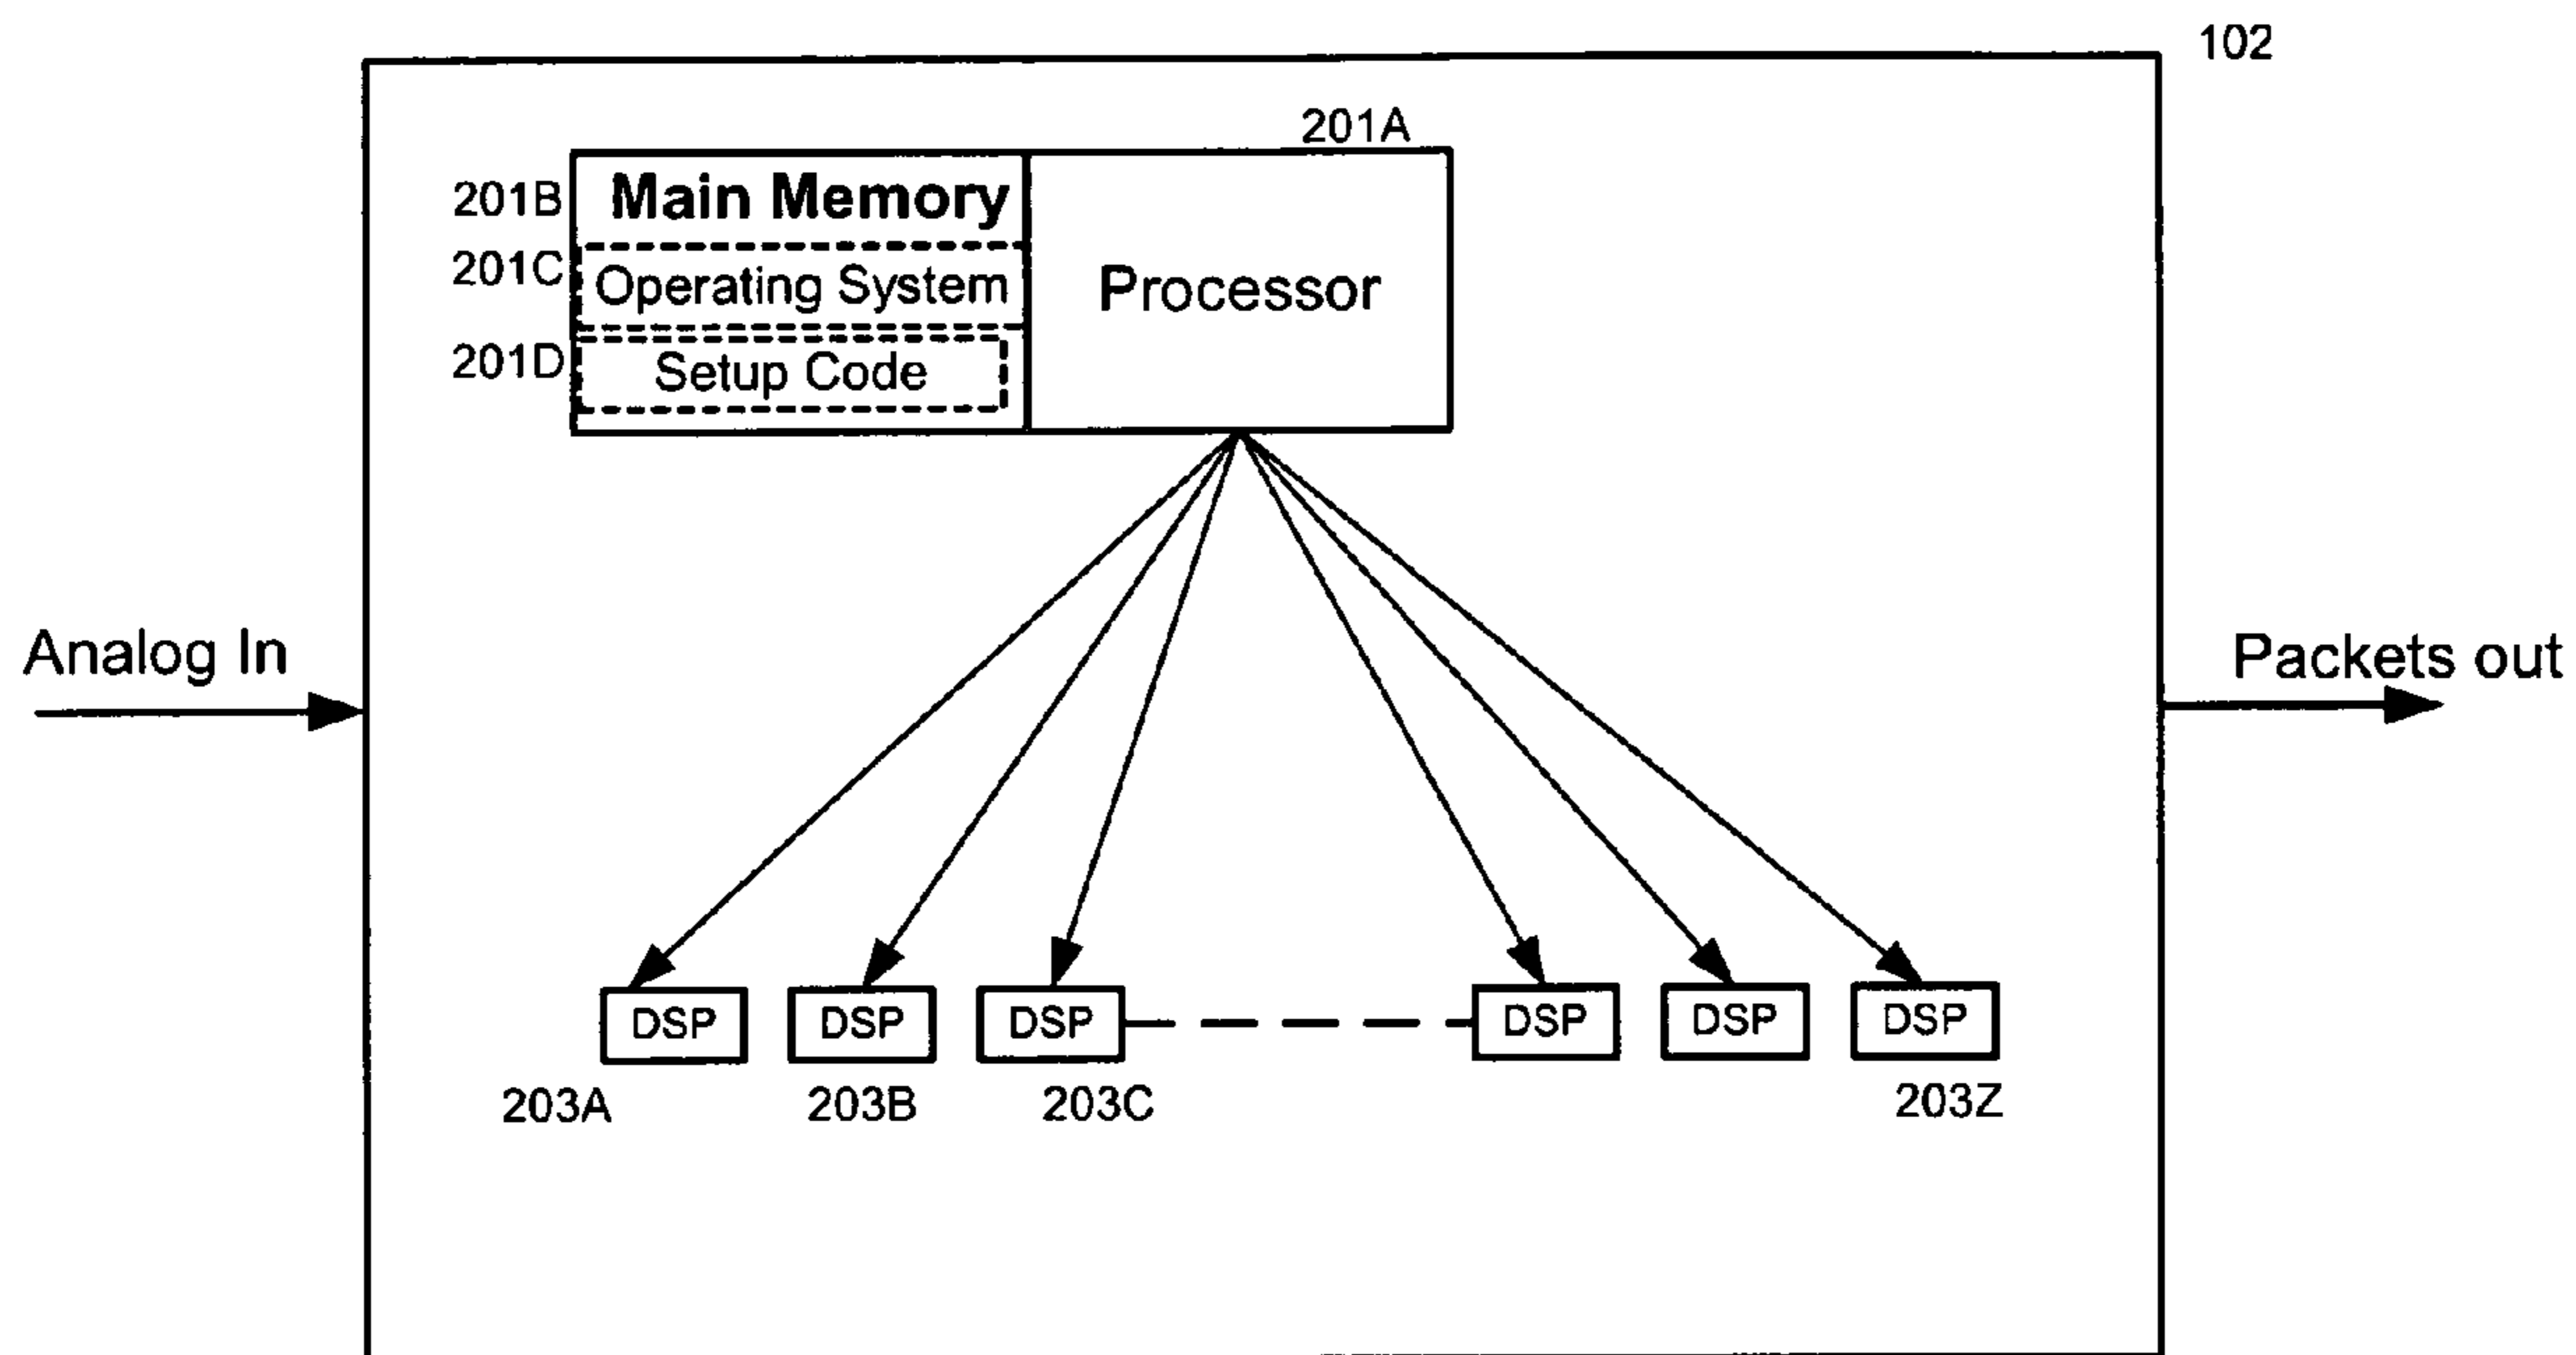 102
201A
201B
Main Memory
201C
Operating System
Processor
201D
Setup Code
Analog In
Packets out
DSP
DSP
DSP
DSP
DSP
DSP
203A
203B
203C
203Z